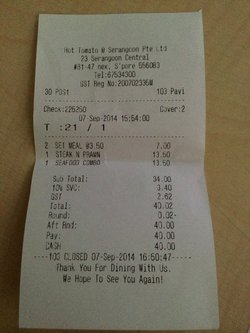 Hot Tomato @ Serangoon Pte Ltd
23 Serangoon Central
#B1-47 nex, S'pore 556083
Tel:67534300
GST Reg No:200702336M
30 POS1 103 Pavi
Check:225250 Cover:2
07-Sep-2014 15:54:00
T :21 / 1
2 SET MEAL @3.50 7.00
1 STEAK N PRAWN 13.50
1 SEAFOOD COMBO 13.50
Sub Total: 34.00
10% SVC: 3.40
GST 2.62
Total: 40.02
Round: 0.02-
Aft Rnd: 40.00
Pay: 40.00
CASH 40.00
----103 CLOSED 07-Sep-2014 16:50:47----
Thank You For Dining With Us.
We Hope To See You Again!